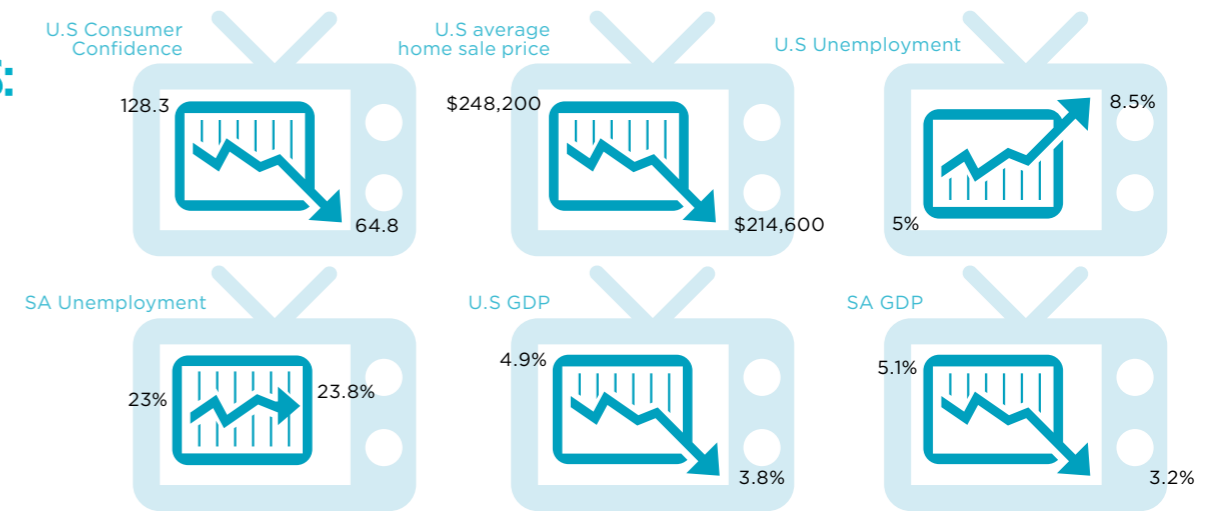 S:
U.S Consumer
Confidence
128.3
64.8
U.S average
home sale price
$248,200
$214,600
U.S Unemployment
8.5%
5%
SA Unemployment
23%
23.8%
U.S GDP
4.9%
3.8%
SA GDP
5.1%
3.2%